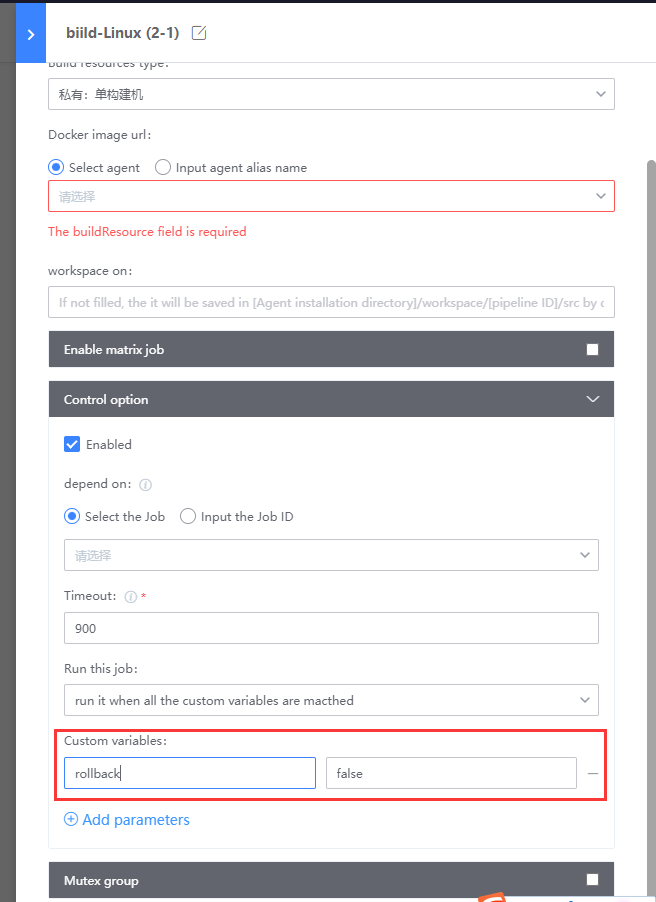 biild-Linux (2-1)
Build resources type:
私有：单构建机
Docker image url:
Select agent Input agent alias name
请选择
The buildResource field is required
workspace on:
If not filled, the it will be saved in [Agent installation directory]/workspace/[pipeline ID]/src by
Enable matrix job
Control option
Enabled
depend on:
Select the Job Input the Job ID
请选择
Timeout: *
900
Run this job:
run it when all the custom variables are macthed
Custom variables:
rollback false
Add parameters
Mutex group